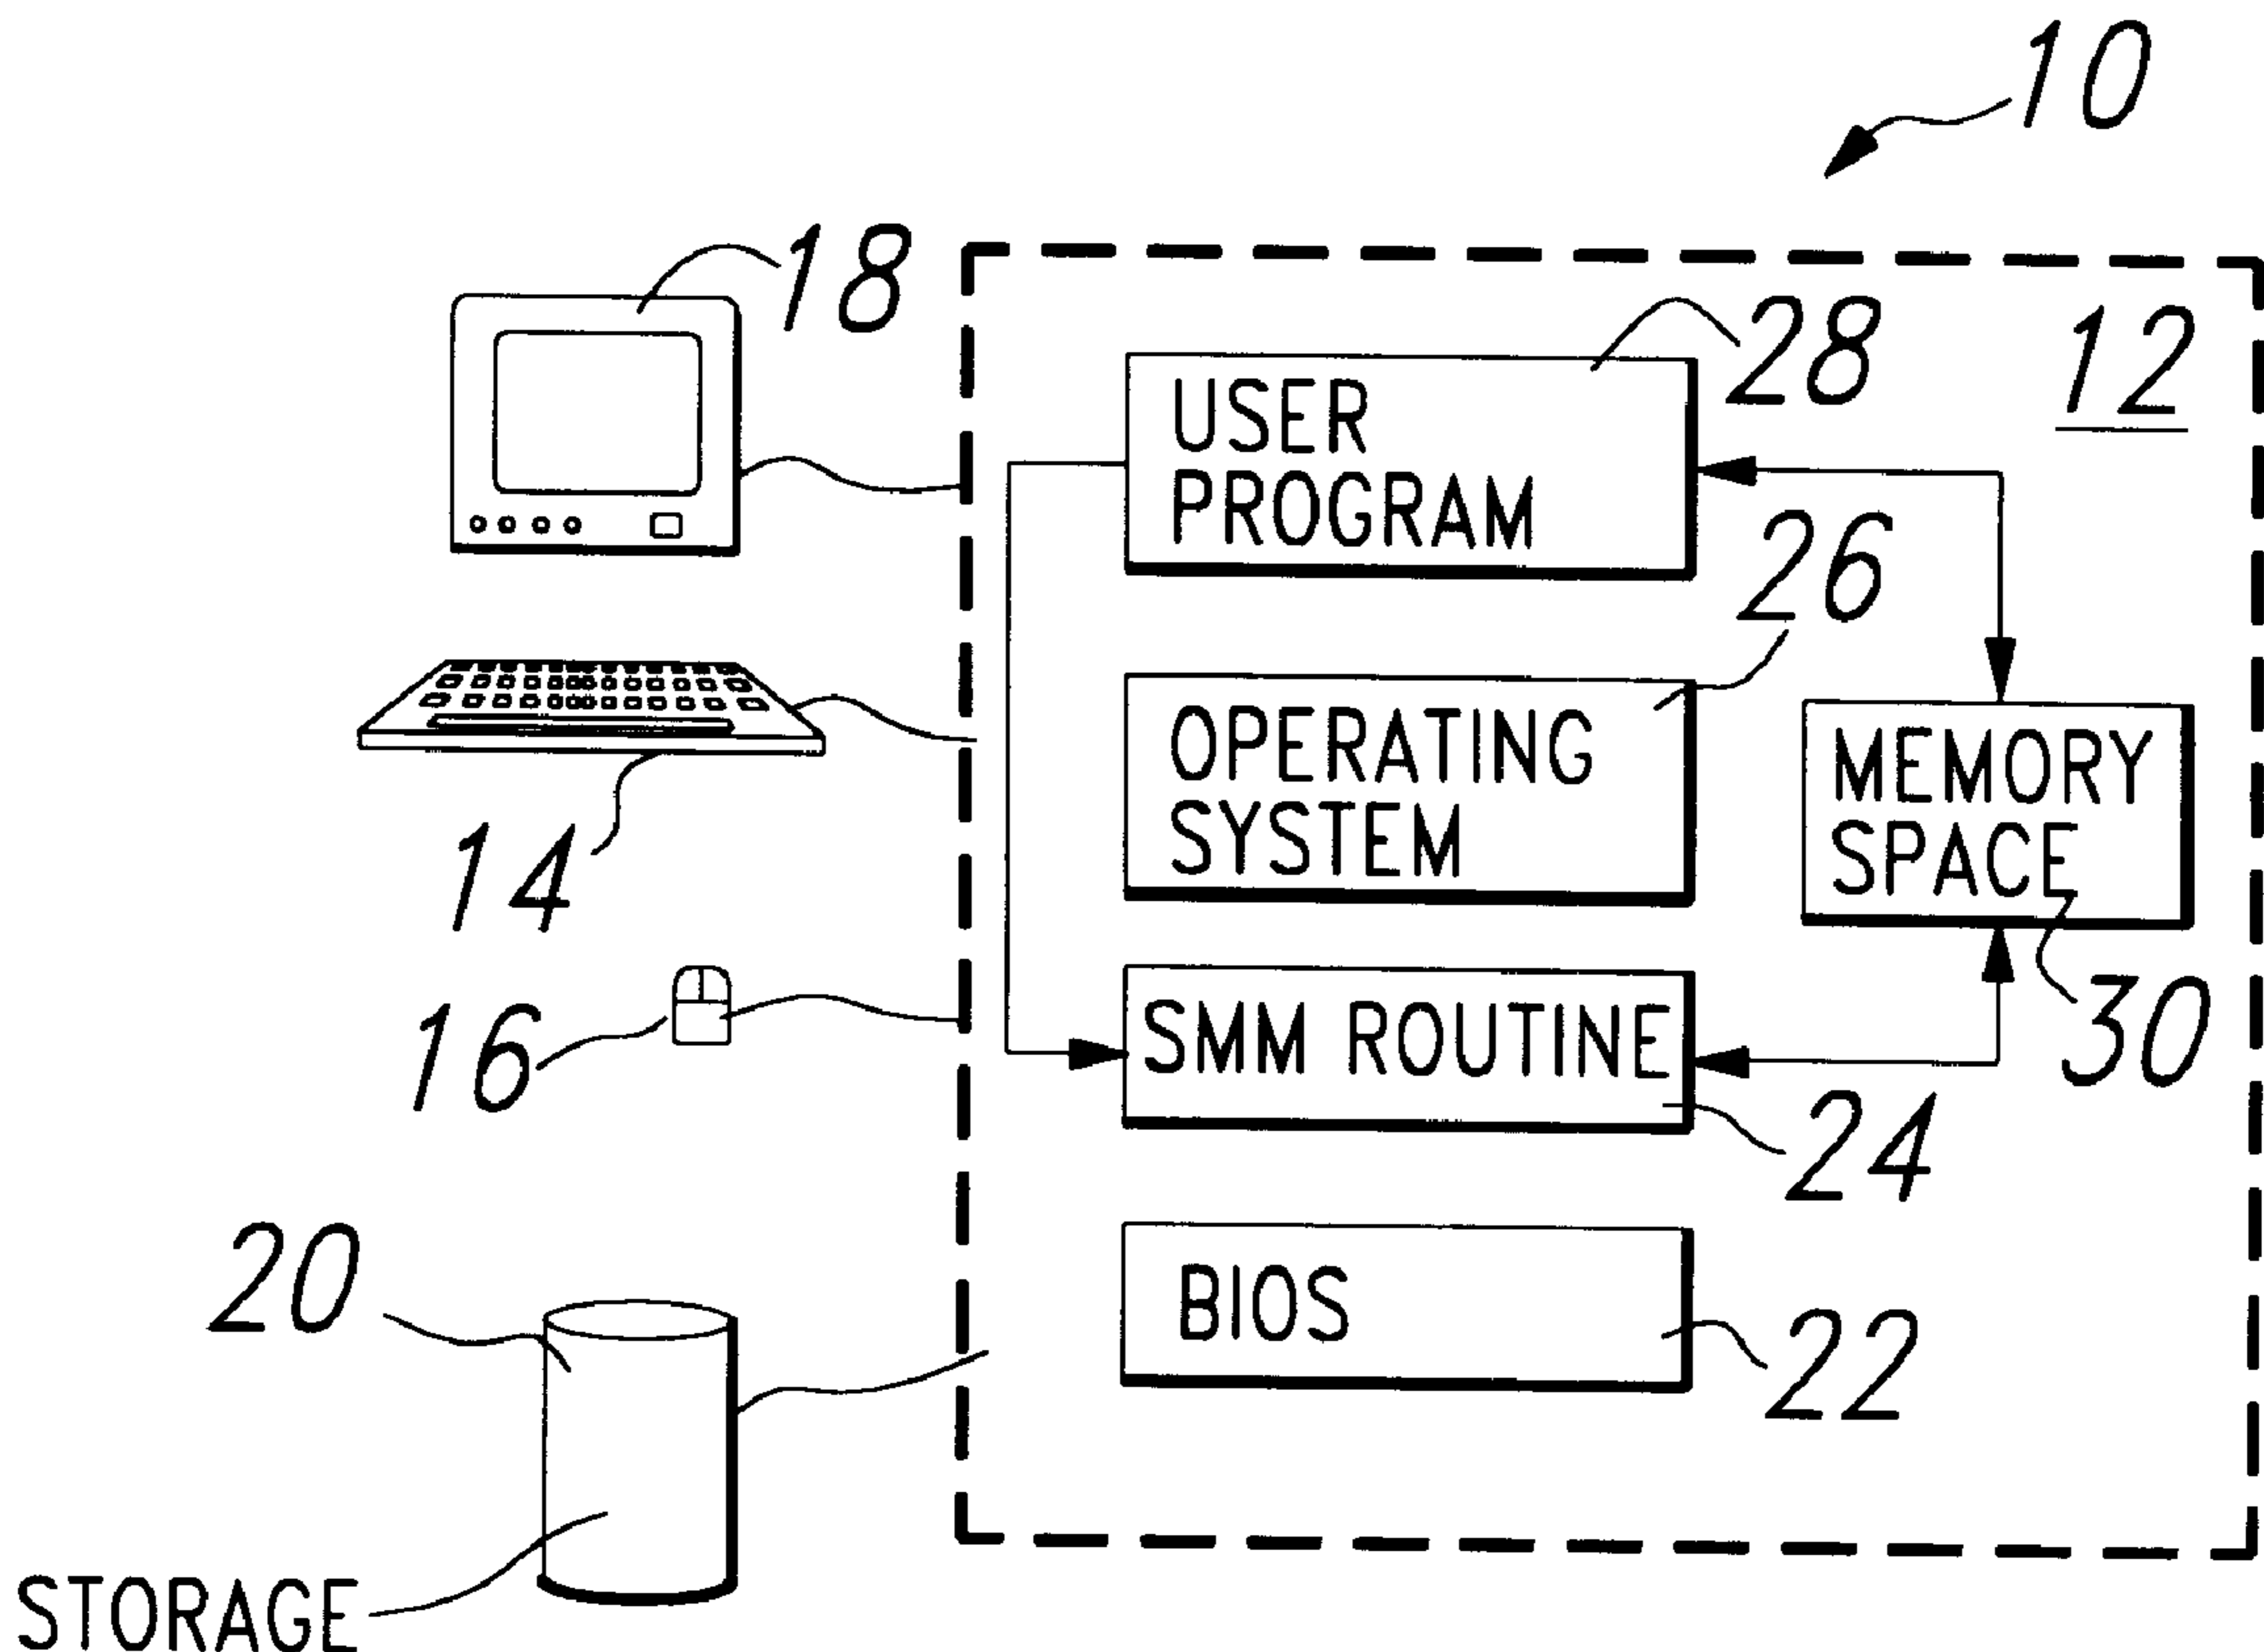 10
18
12
28
USER
PROGRAM
26
OPERATING
SYSTEM
MEMORY
SPACE
14
16
SMM ROUTINE
30
24
20
BIOS
22
STORAGE